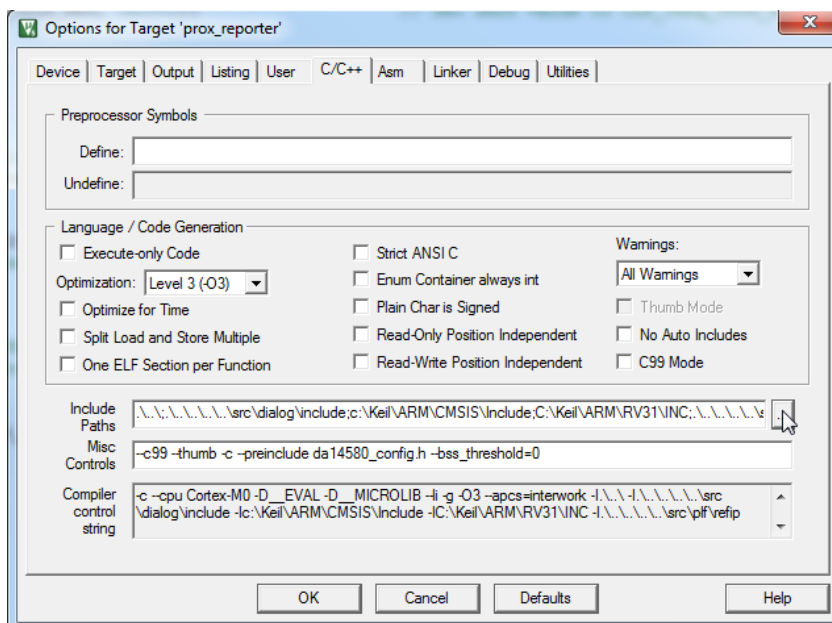 Options for Target 'prox_reporter'
Device Target Output Listing User C/C++ Asm Linker Debug Utilities
Preprocessor Symbols
Define:
Undefine:
Language / Code Generation
Execute-only Code
Strict ANSI C
Warnings:
Optimization: Level 3 (-O3)
Enum Container always int
All Warnings
Optimize for Time
Plain Char is Signed
Thumb Mode
Split Load and Store Multiple
Read-Only Position Independent
No Auto Includes
One ELF Section per Function
Read-Write Position Independent
C99 Mode
Include Paths
.\..\;.\..\..\..\..\src\dialog\include;c:\Keil\ARM\CMSIS\Include;C:\Keil\ARM\RV31\INC;.\..\..\..\..\s
Misc Controls
--c99 --thumb -c --preinclude da14580_config.h --bss_threshold=0
Compiler control string
-c --cpu Cortex-M0 -D__EVAL -D__MICROLIB --li -g -O3 --apcs=interwork -I.\..\ -I.\..\..\..\..\src
\dialog\include -Ic:\Keil\ARM\CMSIS\Include -IC:\Keil\ARM\RV31\INC -I.\..\..\..\..\src\plf\refip
OK Cancel Defaults Help